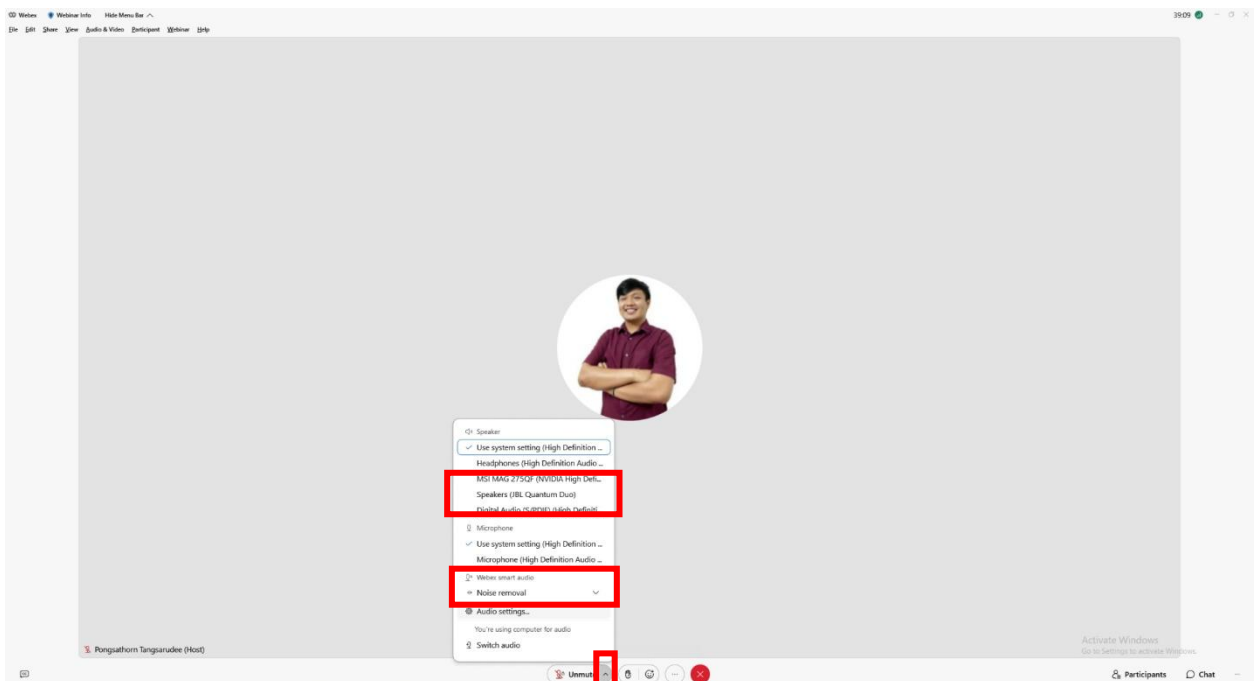 Webex Webinar Info Hide Menu Bar
39:09
File Edit Share View Audio & Video Participant Webinar Help
Speaker
Use system setting (High Definition ...
Headphones (High Definition Audio ...
MSI MAG 275QF (NVIDIA High Defi...
Speakers (JBL Quantum Duo)
Digital Audio (S/PDIF) (High Definiti...
Microphone
Use system setting (High Definition ...
Microphone (High Definition Audio ...
Webex smart audio
Noise removal
Audio settings...
You're using computer for audio
Switch audio
Pongsathorn Tangsarudee (Host)
Activate Windows
Go to Settings to activate Windows.
Unmute
Participants Chat